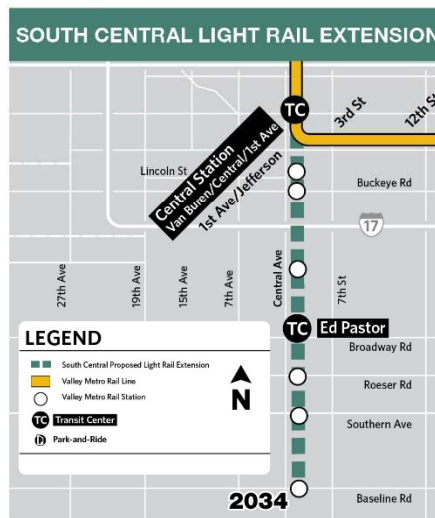 SOUTH CENTRAL LIGHT RAIL EXTENSION
TC
3rd St
12th St
Central Station
Van Buren/Central/1st Ave
1st Ave/Jefferson
Lincoln St
Buckeye Rd
17
27th Ave
19th Ave
15th Ave
7th Ave
Central Ave
7th St
TC Ed Pastor
Broadway Rd
Roeser Rd
Southern Ave
Baseline Rd
2034
LEGEND
South Central Proposed Light Rail Extension
Valley Metro Rail Line
Valley Metro Rail Station
TC Transit Center
Park-and-Ride
N